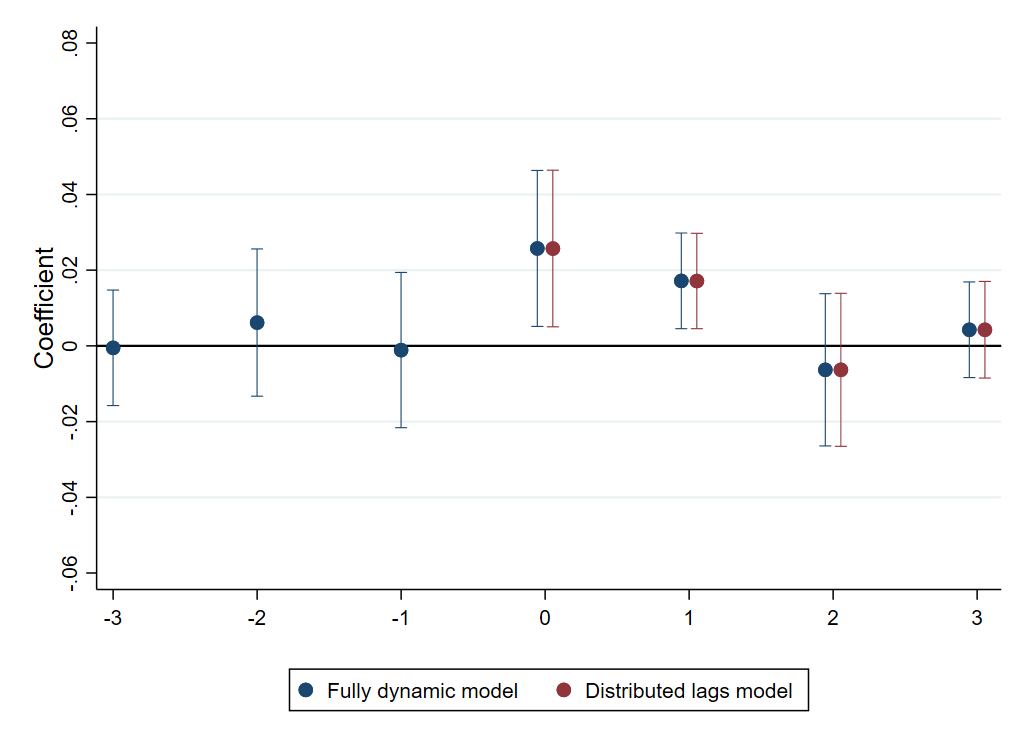 Coefficient
.08
.06
.04
.02
0
-.02
-.04
-.06
-3 -2 -1 0 1 2 3
Fully dynamic model Distributed lags model